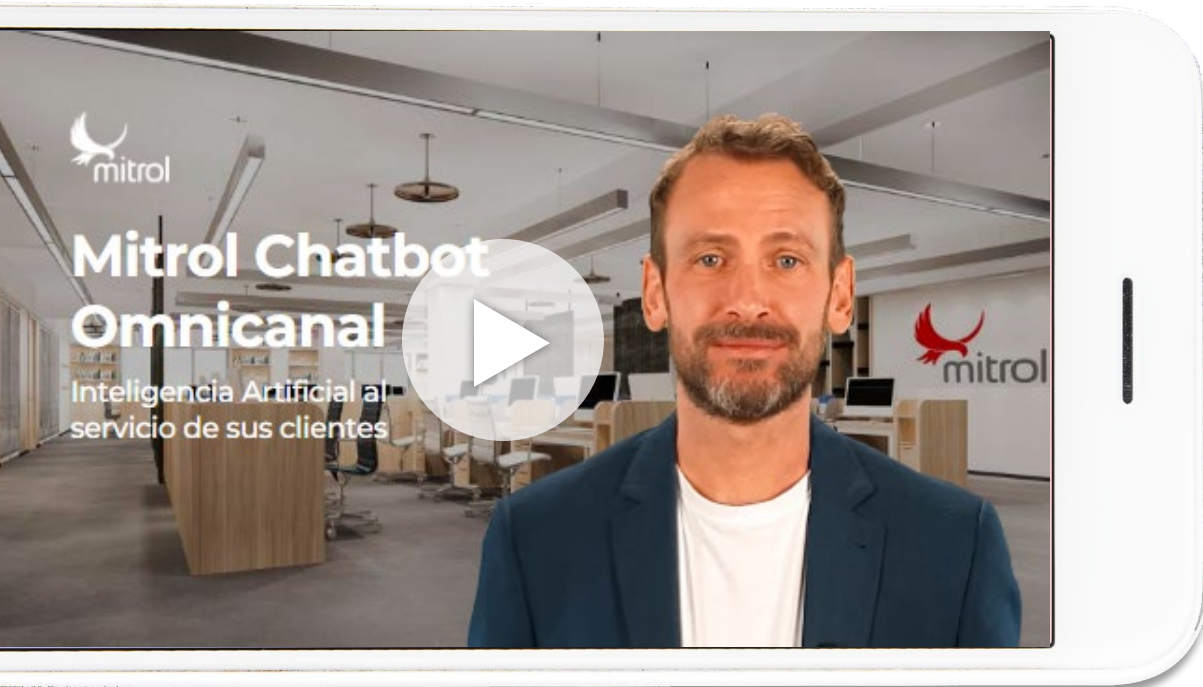 mitrol
Mitrol Chatbot
Omnicanal
Inteligencia Artificial al
servicio de sus clientes
mitrol